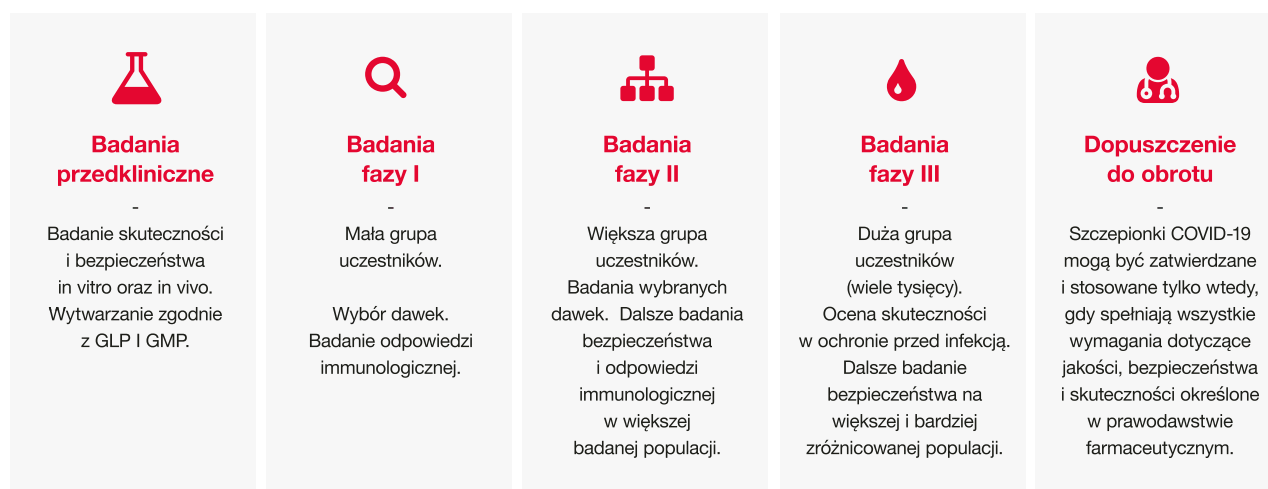 Badania
przedkliniczne
-
Badanie skuteczności
i bezpieczeństwa
in vitro oraz in vivo.
Wytwarzanie zgodnie
z GLP I GMP.
Badania
fazy I
-
Mała grupa
uczestników.
Wybór dawek.
Badanie odpowiedzi
immunologicznej.
Badania
fazy II
-
Większa grupa
uczestników.
Badania wybranych
dawek.  Dalsze badania
bezpieczeństwa
i odpowiedzi
immunologicznej
w większej
badanej populacji.
Badania
fazy III
-
Duża grupa
uczestników
(wiele tysięcy).
Ocena skuteczności
w ochronie przed infekcją.
Dalsze badanie
bezpieczeństwa na
większej i bardziej
zróżnicowanej populacji.
Dopuszczenie
do obrotu
-
Szczepionki COVID-19
mogą być zatwierdzane
i stosowane tylko wtedy,
gdy spełniają wszystkie
wymagania dotyczące
jakości, bezpieczeństwa
i skuteczności określone
w prawodawstwie
farmaceutycznym.